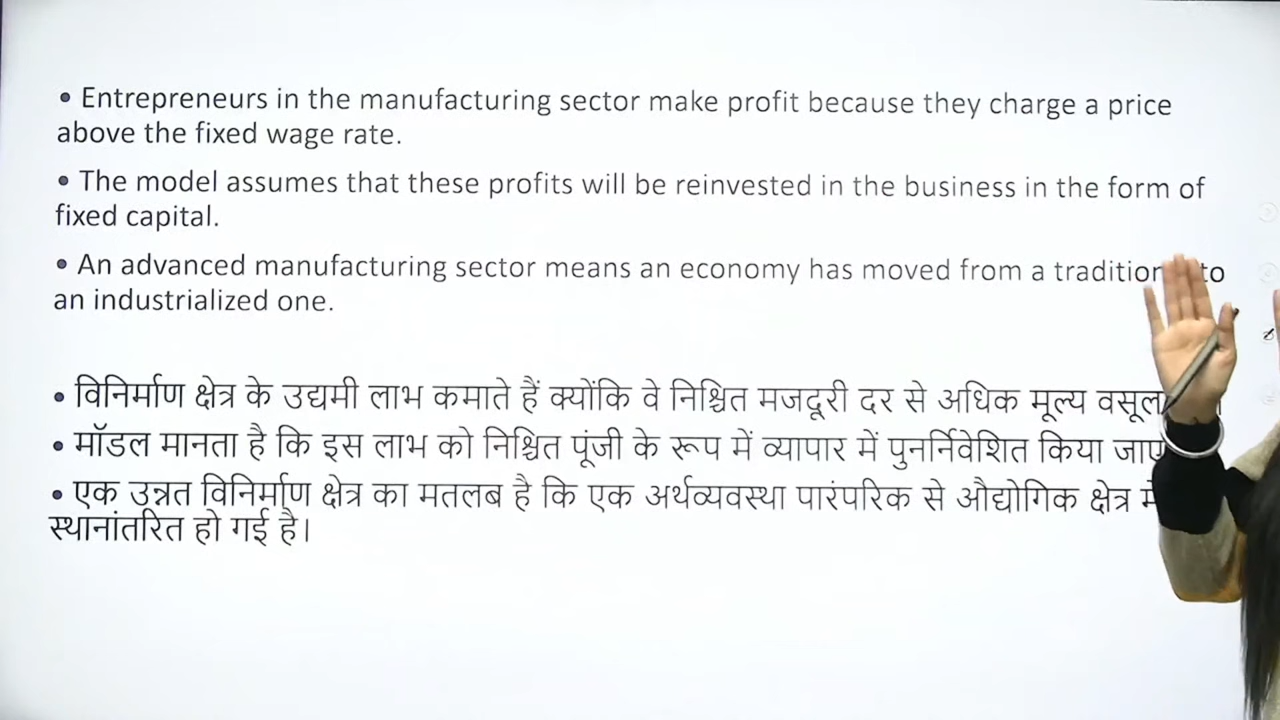 • Entrepreneurs in the manufacturing sector make profit because they charge a price
above the fixed wage rate.
• The model assumes that these profits will be reinvested in the business in the form of
fixed capital.
• An advanced manufacturing sector means an economy has moved from a to
an industrialized one.
• विनिर्माण क्षेत्र के उद्यमी लाभ कमाते हैं क्योंकि वे निश्चित मजदूरी दर से अधिक मूल्य
• मॉडल मानता है कि इस लाभ को निश्चित पूंजी के रूप में व्यापार में पुनर्निवेशित किया
• एक उन्नत विनिर्माण क्षेत्र का मतलब है कि एक अर्थव्यवस्था पारंपरिक से औद्योगिक क्षेत्र
स्थानांतरित हो गई है।